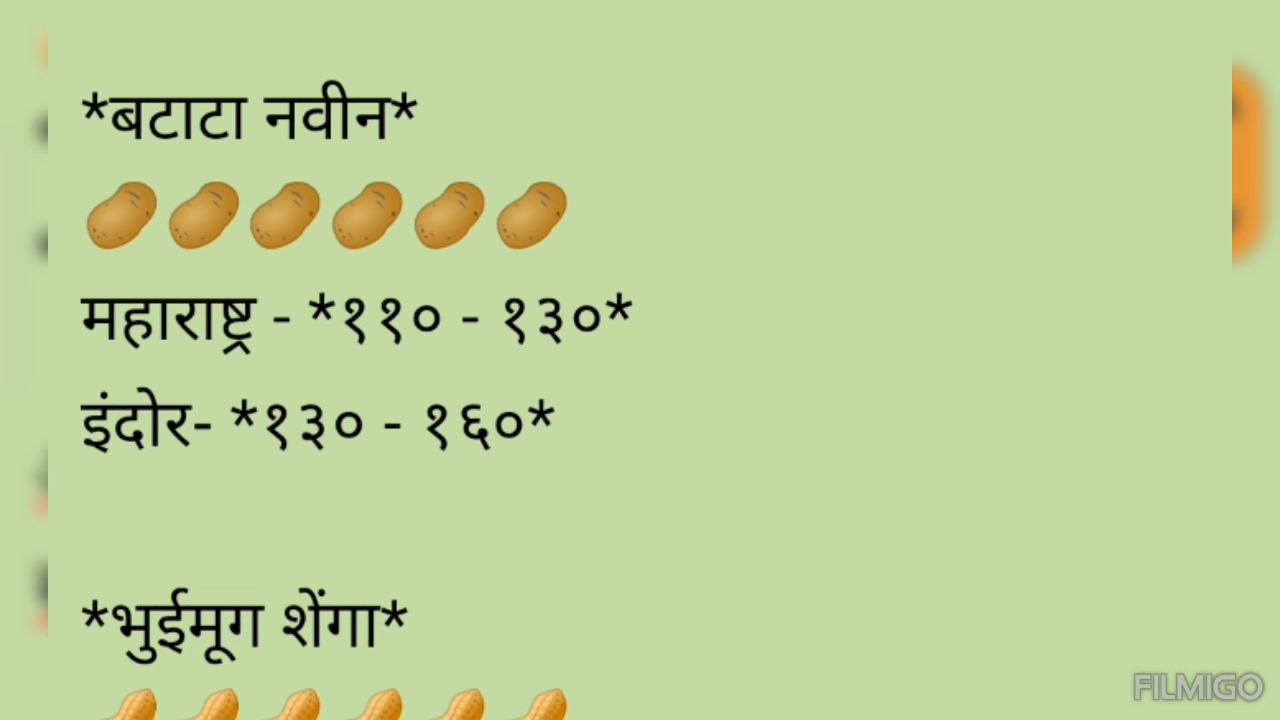 *बटाटा नवीन*
🥔🥔🥔🥔🥔🥔
महाराष्ट्र - *११० - १३०*
इंदोर- *१३० - १६०*
*भुईमूग शेंगा*
🥜🥜🥜🥜🥜🥜
FILMIGO